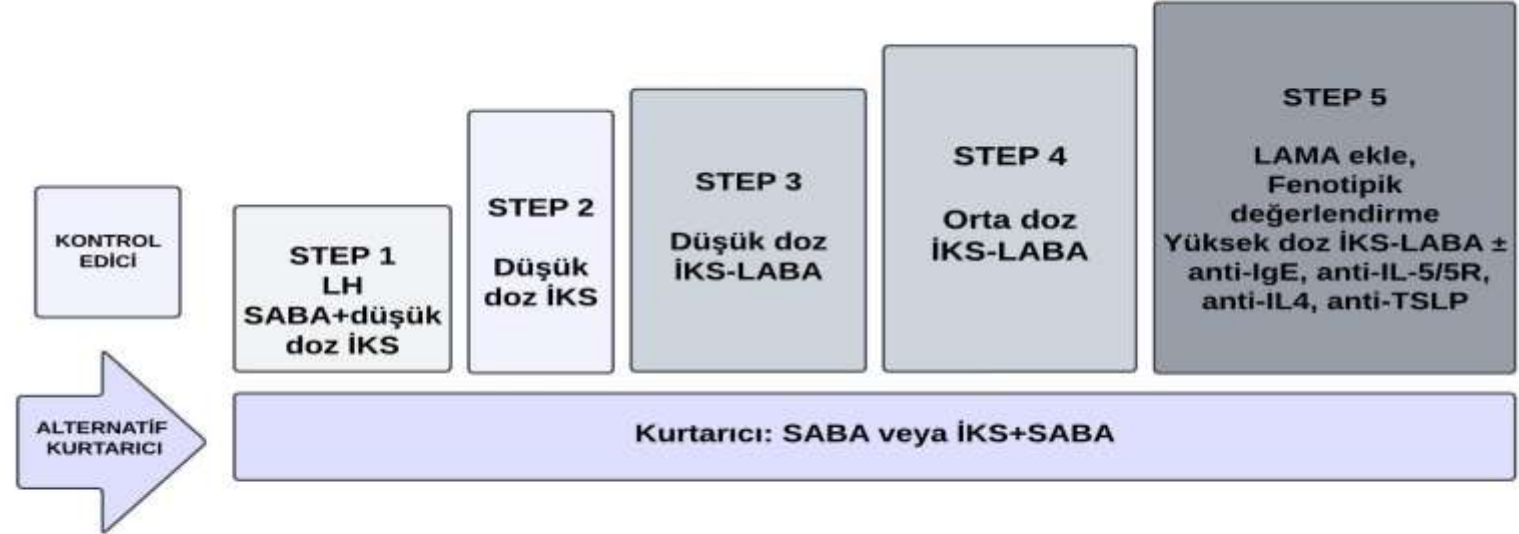 KONTROL
EDİCİ
STEP 1
LH
SABA+düşük
doz İKS
STEP 2
Düşük
doz İKS
STEP 3
Düşük doz
İKS-LABA
STEP 4
Orta doz
İKS-LABA
STEP 5
LAMA ekle,
Fenotipik
değerlendirme
Yüksek doz İKS-LABA ±
anti-IgE, anti-IL-5/5R,
anti-IL4, anti-TSLP
ALTERNATİF
KURTARICI
Kurtarıcı: SABA veya İKS+SABA